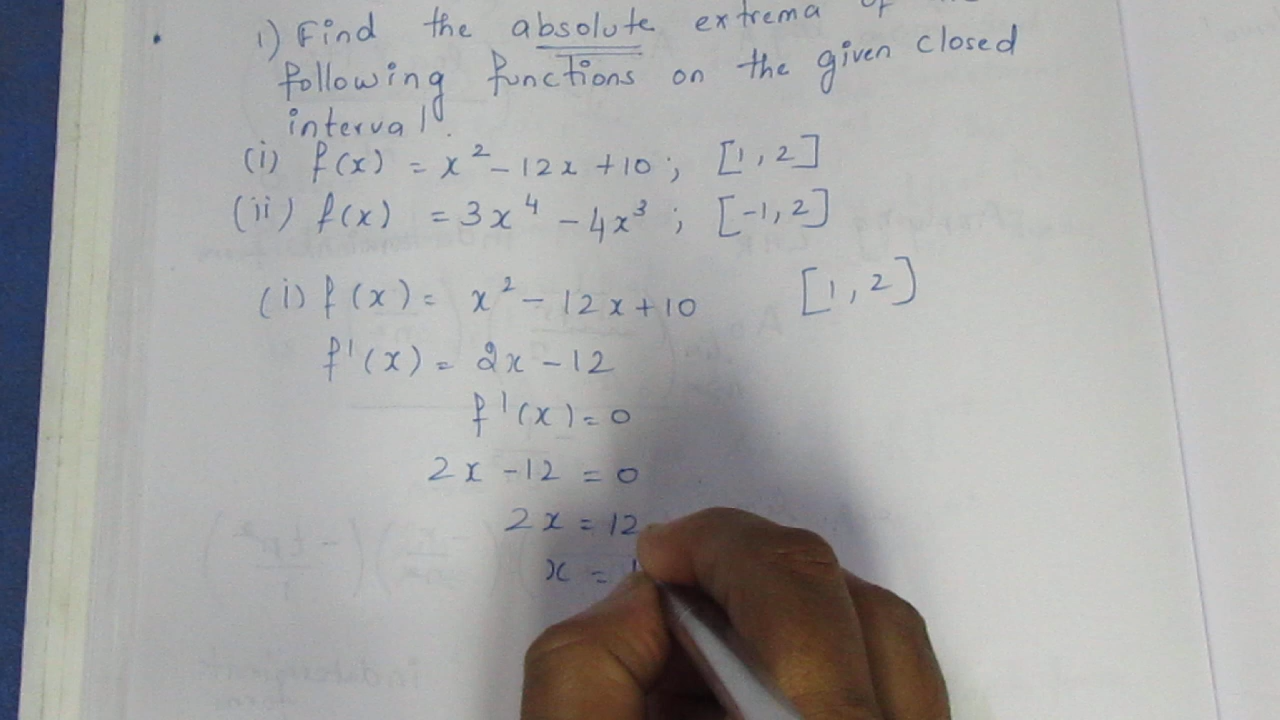 1) Find the absolute extrema of
following functions on the given closed
interval.
(i) f(x) = x² - 12x + 10 ; [1, 2]
(ii) f(x) = 3x⁴ - 4x³ ; [-1, 2]
(i) f(x) = x² - 12x + 10 [1, 2]
f'(x) = 2x - 12
f'(x) = 0
2x - 12 = 0
2x = 12
x =